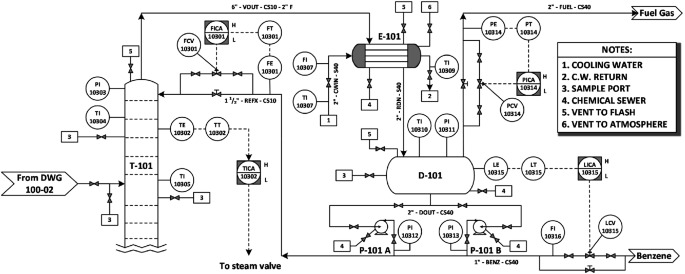 6" - VOUT - CS10 - 2" F
2" - FUEL - CS40
Fuel Gas
FICA
10301
H
L
FT
10301
FCV
10301
FE
10301
E-101
5
6
FI
10307
TI
10307
1
2" - CWIN - S40
TI
10309
2
4
2" - RDN - S40
PE
10314
PT
10314
PICA
10314
H
L
PCV
10314
NOTES:
1. COOLING WATER
2. C.W. RETURN
3. SAMPLE PORT
4. CHEMICAL SEWER
5. VENT TO FLASH
6. VENT TO ATMOSPHERE
5
PI
10303
TI
10304
3
1 1/2" - REFX - CS10
TE
10302
TT
10302
T-101
TICA
10302
H
L
TI
10305
3
From DWG
100-02
3
To steam valve
5
TI
10310
PI
10311
D-101
3
4
LE
10315
LT
10315
LICA
10315
H
L
2" - DOUT - CS40
4
P-101 A
PI
10312
PI
10313
P-101 B
4
1" - BENZ - CS40
FI
10316
LCV
10315
Benzene